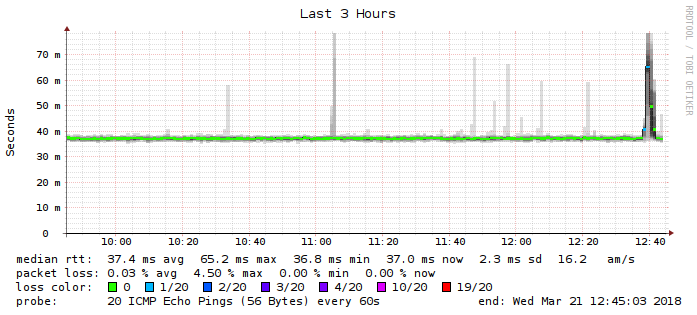 Last 3 Hours
RRDTOOL / TOBI OETIKER
Seconds
70 m
60 m
50 m
40 m
30 m
20 m
10 m
0
10:00 10:20 10:40 11:00 11:20 11:40 12:00 12:20 12:40
median rtt: 37.4 ms avg 65.2 ms max 36.8 ms min 37.0 ms now 2.3 ms sd 16.2 am/s
packet loss: 0.03 % avg 4.50 % max 0.00 % min 0.00 % now
loss color: 0 1/20 2/20 3/20 4/20 10/20 19/20
probe: 20 ICMP Echo Pings (56 Bytes) every 60s end: Wed Mar 21 12:45:03 2018